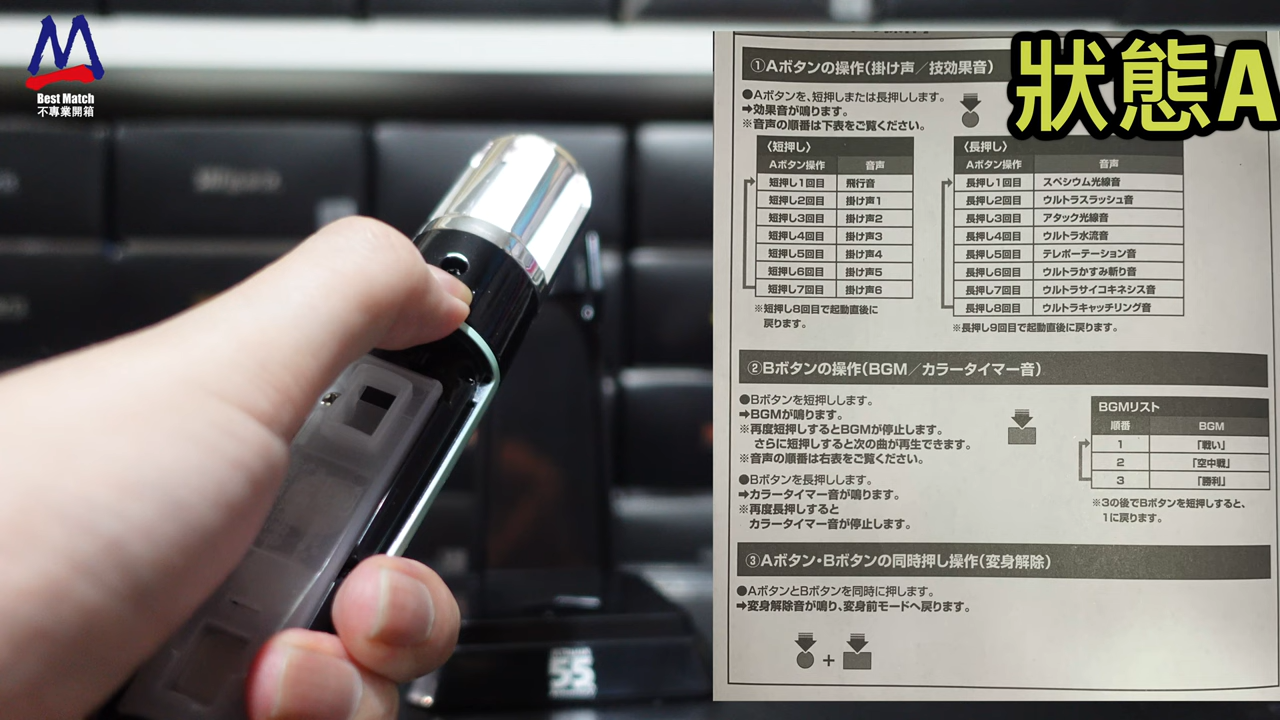 Best Match
不專業開箱
狀態A
①Aボタンの操作(掛け声／技効果音)
●Aボタンを、短押しまたは長押しします。
➡効果音が鳴ります。
※音声の順番は下表をご覧ください。
〈短押し〉
Aボタン操作 音声
短押し1回目 飛行音
短押し2回目 掛け声1
短押し3回目 掛け声2
短押し4回目 掛け声3
短押し5回目 掛け声4
短押し6回目 掛け声5
短押し7回目 掛け声6
※短押し8回目で起動直後に
戻ります。
〈長押し〉
Aボタン操作 音声
長押し1回目 スペシウム光線音
長押し2回目 ウルトラスラッシュ音
長押し3回目 アタック光線音
長押し4回目 ウルトラ水流音
長押し5回目 テレポーテーション音
長押し6回目 ウルトラかすみ斬り音
長押し7回目 ウルトラサイコキネシス音
長押し8回目 ウルトラキャッチリング音
※長押し9回目で起動直後に戻ります。
②Bボタンの操作(BGM／カラータイマー音)
●Bボタンを短押しします。
➡BGMが鳴ります。
※再度短押しするとBGMが停止します。
さらに短押しすると次の曲が再生できます。
※音声の順番は右表をご覧ください。
●Bボタンを長押しします。
➡カラータイマー音が鳴ります。
※再度長押しすると
カラータイマー音が停止します。
BGMリスト
順番 BGM
1 「戦い」
2 「空中戦」
3 「勝利」
※3の後でBボタンを短押しすると、
1に戻ります。
③Aボタン・Bボタンの同時押し操作(変身解除)
●AボタンとBボタンを同時に押します。
➡変身解除音が鳴り、変身前モードへ戻ります。
+
55